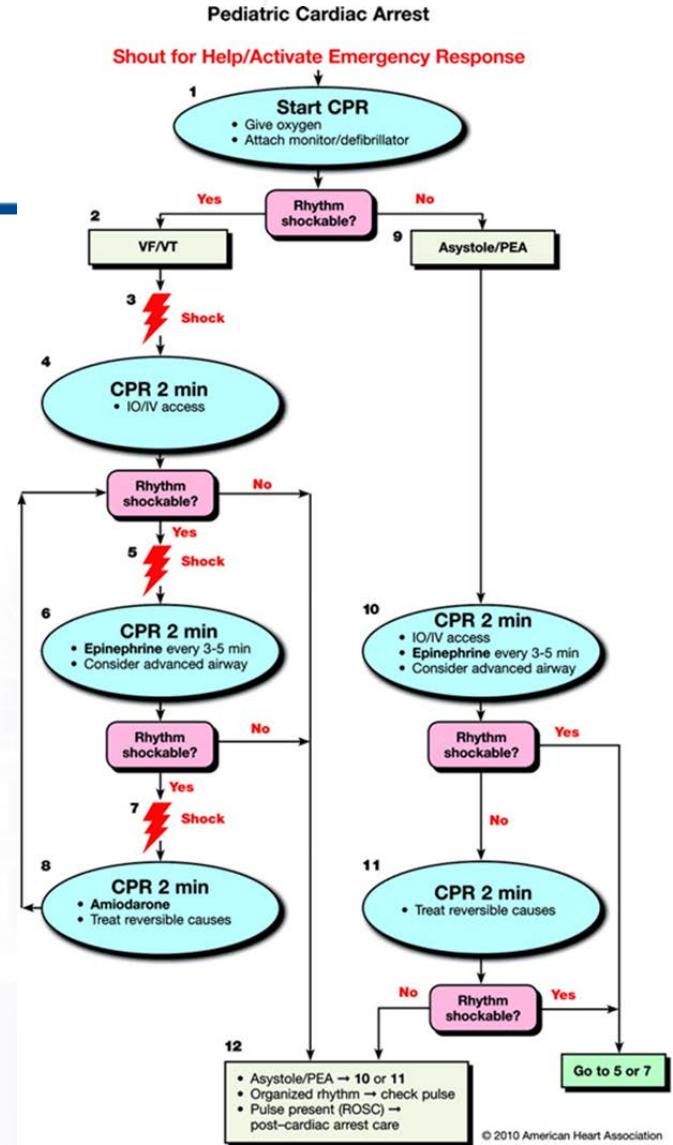 Pediatric Cardiac Arrest
Shout for Help/Activate Emergency Response
1
Start CPR
• Give oxygen
• Attach monitor/defibrillator
Rhythm
shockable?
Yes
No
2
VF/VT
9
Asystole/PEA
3
Shock
4
CPR 2 min
• IO/IV access
Rhythm
shockable?
No
Yes
5
Shock
6
CPR 2 min
• Epinephrine every 3-5 min
• Consider advanced airway
Rhythm
shockable?
No
Yes
7
Shock
8
CPR 2 min
• Amiodarone
• Treat reversible causes
10
CPR 2 min
• IO/IV access
• Epinephrine every 3-5 min
• Consider advanced airway
Rhythm
shockable?
Yes
No
11
CPR 2 min
• Treat reversible causes
Rhythm
shockable?
No
Yes
12
• Asystole/PEA → 10 or 11
• Organized rhythm → check pulse
• Pulse present (ROSC) →
post–cardiac arrest care
Go to 5 or 7
© 2010 American Heart Association